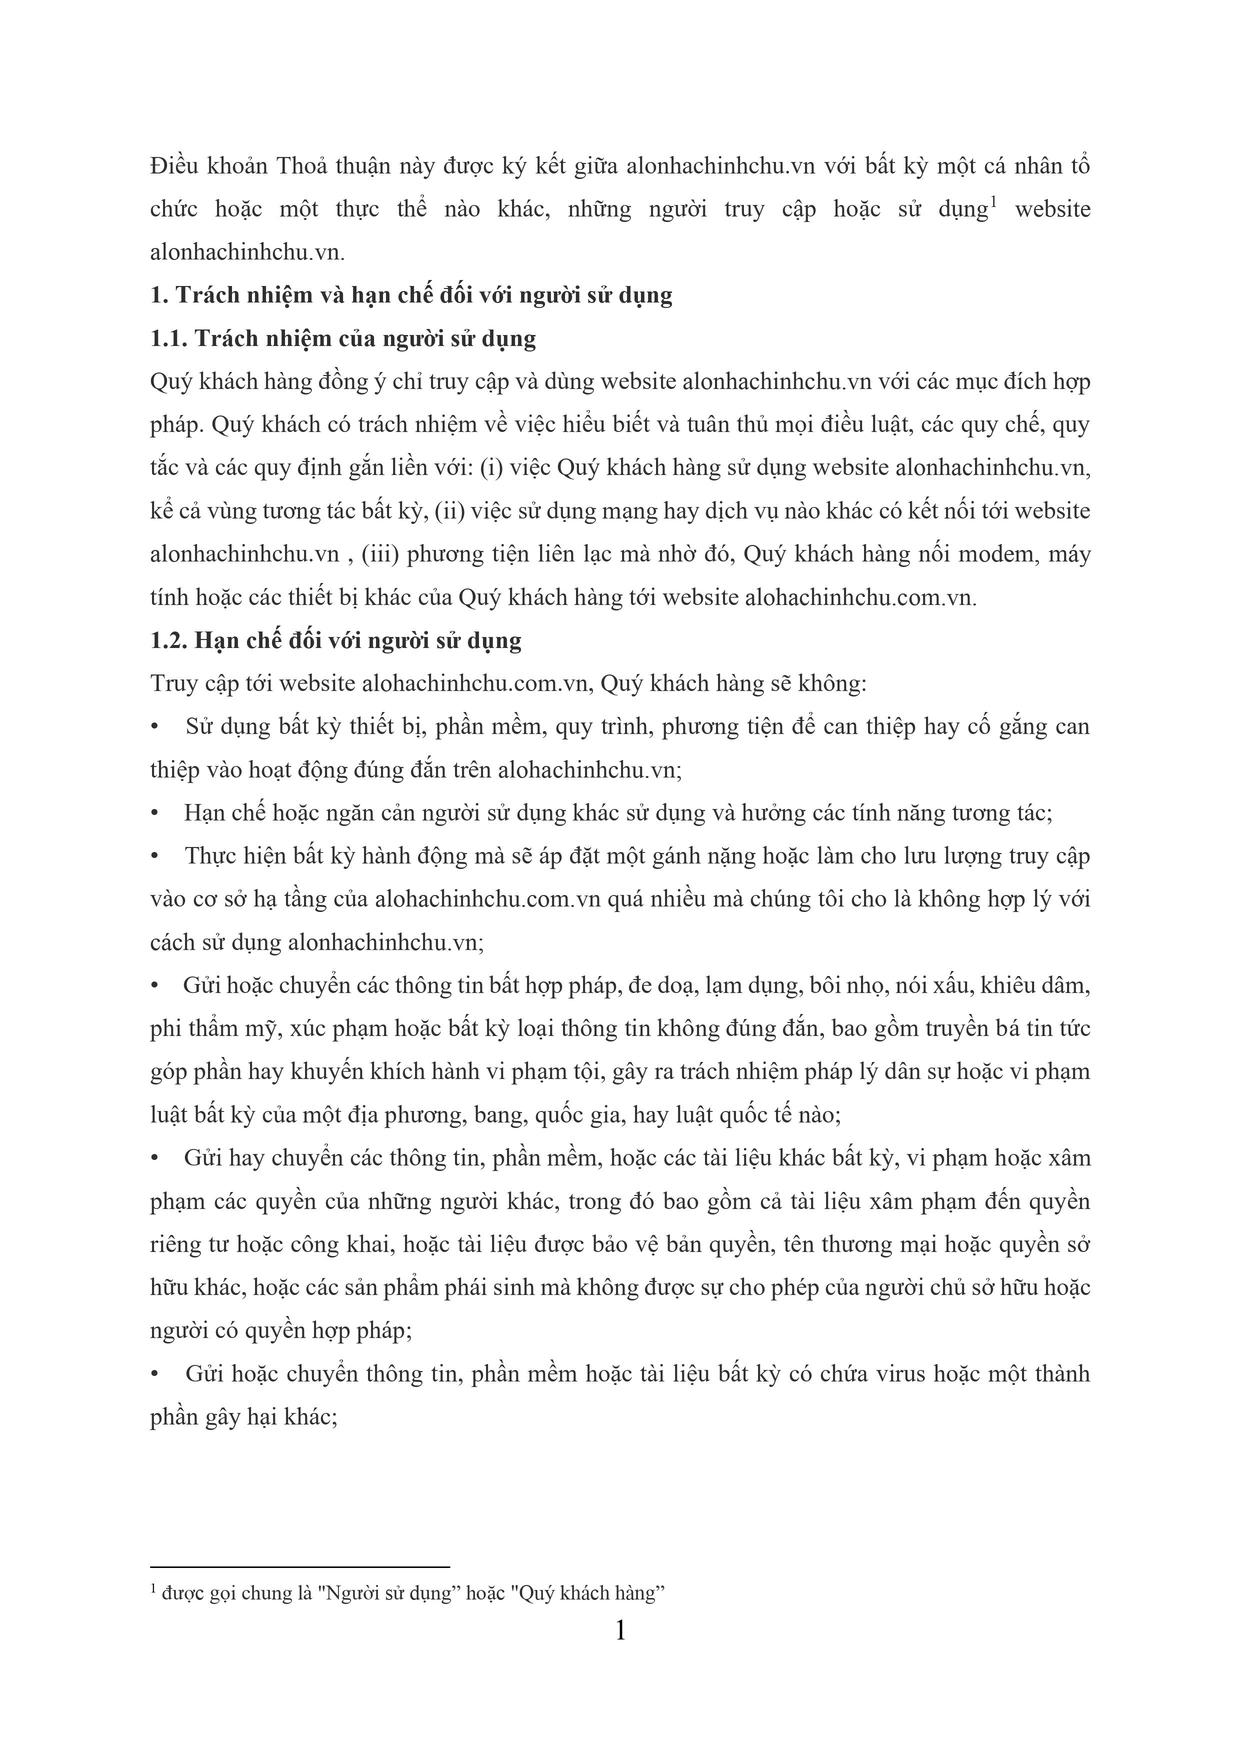 Điều khoản Thoả thuận này được ký kết giữa alonhachinhchu.vn với bất kỳ một cá nhân tổ
chức hoặc một thực thể nào khác, những người truy cập hoặc sử dụng¹ website
alonhachinhchu.vn.
1. Trách nhiệm và hạn chế đối với người sử dụng
1.1. Trách nhiệm của người sử dụng
Quý khách hàng đồng ý chỉ truy cập và dùng website alonhachinhchu.vn với các mục đích hợp
pháp. Quý khách có trách nhiệm về việc hiểu biết và tuân thủ mọi điều luật, các quy chế, quy
tắc và các quy định gắn liền với: (i) việc Quý khách hàng sử dụng website alonhachinhchu.vn,
kể cả vùng tương tác bất kỳ, (ii) việc sử dụng mạng hay dịch vụ nào khác có kết nối tới website
alonhachinhchu.vn , (iii) phương tiện liên lạc mà nhờ đó, Quý khách hàng nối modem, máy
tính hoặc các thiết bị khác của Quý khách hàng tới website alohachinhchu.com.vn.
1.2. Hạn chế đối với người sử dụng
Truy cập tới website alohachinhchu.com.vn, Quý khách hàng sẽ không:
• Sử dụng bất kỳ thiết bị, phần mềm, quy trình, phương tiện để can thiệp hay cố gắng can
thiệp vào hoạt động đúng đắn trên alohachinhchu.vn;
• Hạn chế hoặc ngăn cản người sử dụng khác sử dụng và hưởng các tính năng tương tác;
• Thực hiện bất kỳ hành động mà sẽ áp đặt một gánh nặng hoặc làm cho lưu lượng truy cập
vào cơ sở hạ tầng của alohachinhchu.com.vn quá nhiều mà chúng tôi cho là không hợp lý với
cách sử dụng alonhachinhchu.vn;
• Gửi hoặc chuyển các thông tin bất hợp pháp, đe doạ, lạm dụng, bôi nhọ, nói xấu, khiêu dâm,
phi thẩm mỹ, xúc phạm hoặc bất kỳ loại thông tin không đúng đắn, bao gồm truyền bá tin tức
góp phần hay khuyến khích hành vi phạm tội, gây ra trách nhiệm pháp lý dân sự hoặc vi phạm
luật bất kỳ của một địa phương, bang, quốc gia, hay luật quốc tế nào;
• Gửi hay chuyển các thông tin, phần mềm, hoặc các tài liệu khác bất kỳ, vi phạm hoặc xâm
phạm các quyền của những người khác, trong đó bao gồm cả tài liệu xâm phạm đến quyền
riêng tư hoặc công khai, hoặc tài liệu được bảo vệ bản quyền, tên thương mại hoặc quyền sở
hữu khác, hoặc các sản phẩm phái sinh mà không được sự cho phép của người chủ sở hữu hoặc
người có quyền hợp pháp;
• Gửi hoặc chuyển thông tin, phần mềm hoặc tài liệu bất kỳ có chứa virus hoặc một thành
phần gây hại khác;
¹ được gọi chung là "Người sử dụng” hoặc "Quý khách hàng”
1